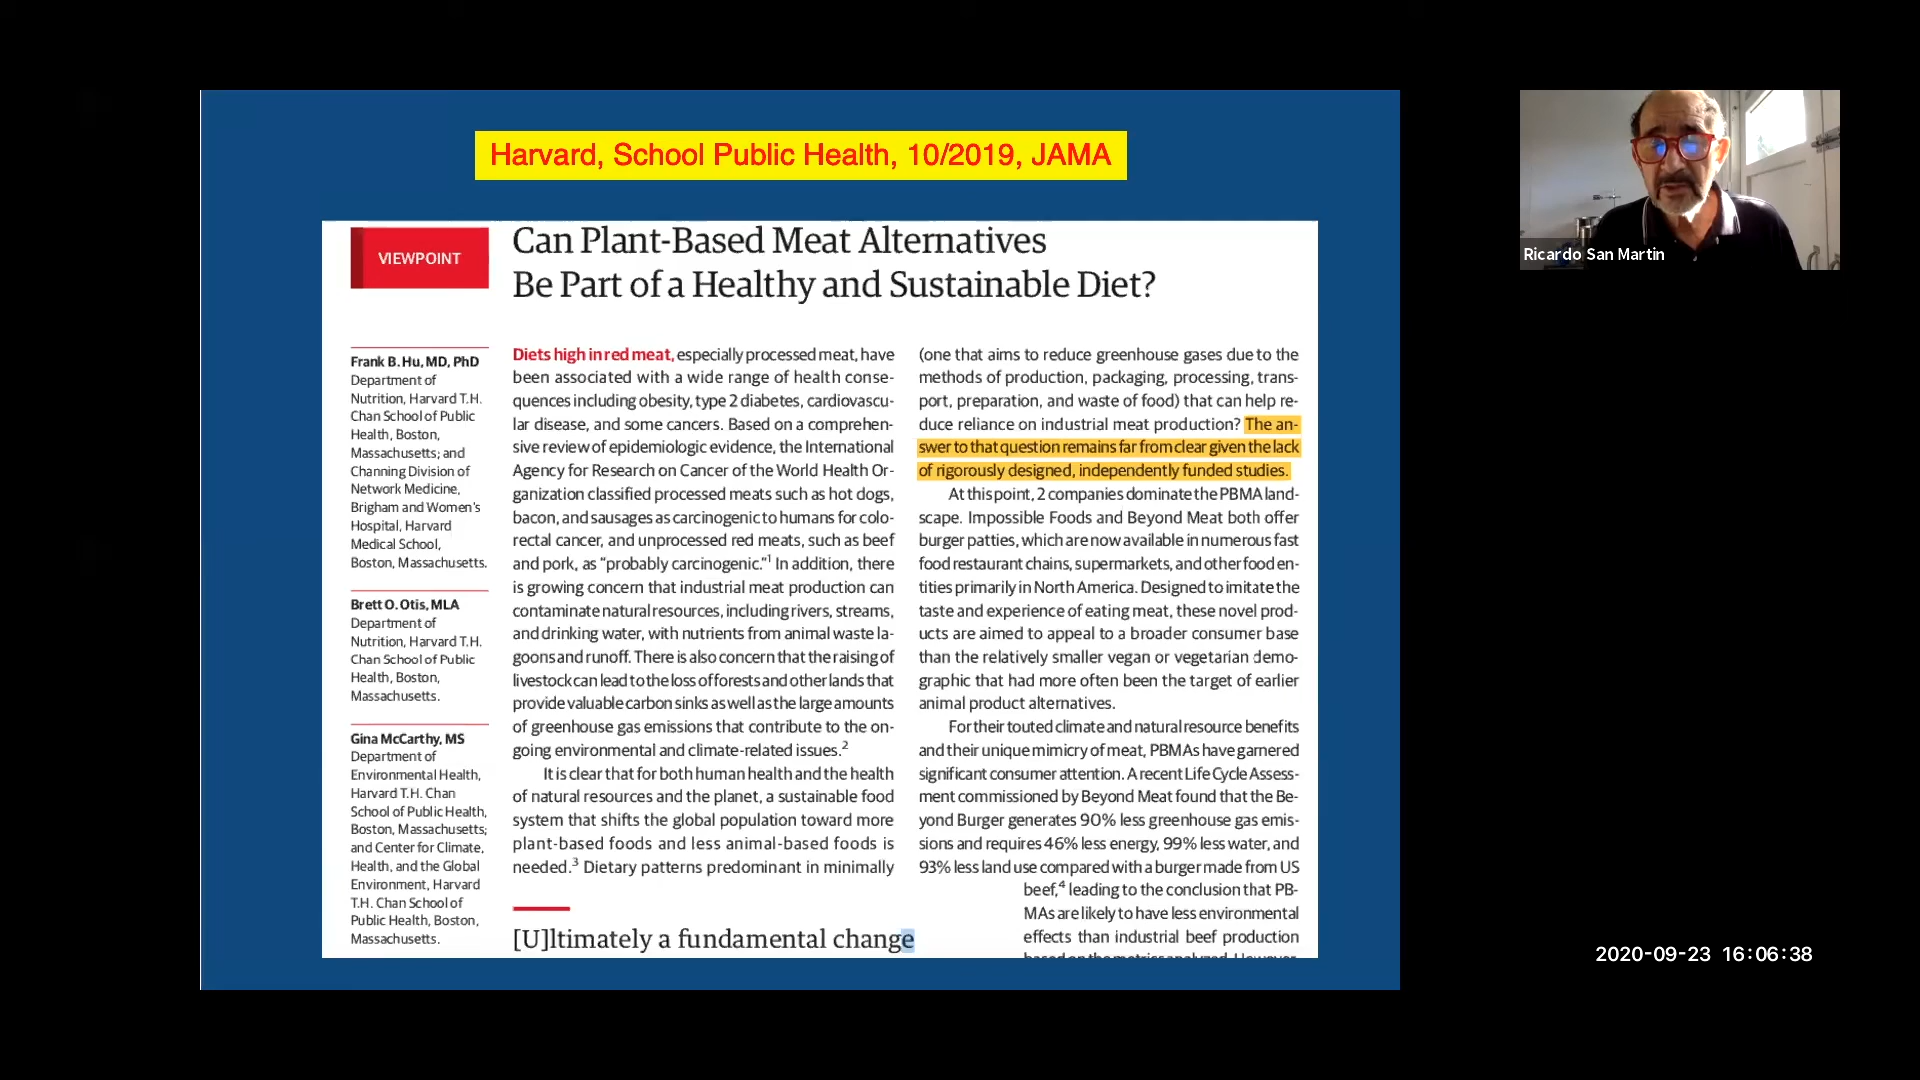 Harvard, School Public Health, 10/2019, JAMA
VIEWPOINT
Can Plant-Based Meat Alternatives
Be Part of a Healthy and Sustainable Diet?
Frank B. Hu, MD, PhD
Department of
Nutrition, Harvard T.H.
Chan School of Public
Health, Boston,
Massachusetts; and
Channing Division of
Network Medicine,
Brigham and Women's
Hospital, Harvard
Medical School,
Boston, Massachusetts.
Brett O. Otis, MLA
Department of
Nutrition, Harvard T.H.
Chan School of Public
Health, Boston,
Massachusetts.
Gina McCarthy, MS
Department of
Environmental Health,
Harvard T.H. Chan
School of Public Health,
Boston, Massachusetts;
and Center for Climate,
Health, and the Global
Environment, Harvard
T.H. Chan School of
Public Health, Boston,
Massachusetts.
Diets high in red meat, especially processed meat, have
been associated with a wide range of health conse-
quences including obesity, type 2 diabetes, cardiovascu-
lar disease, and some cancers. Based on a comprehen-
sive review of epidemiologic evidence, the International
Agency for Research on Cancer of the World Health Or-
ganization classified processed meats such as hot dogs,
bacon, and sausages as carcinogenic to humans for colo-
rectal cancer, and unprocessed red meats, such as beef
and pork, as "probably carcinogenic."1 In addition, there
is growing concern that industrial meat production can
contaminate natural resources, including rivers, streams,
and drinking water, with nutrients from animal waste la-
goons and runoff. There is also concern that the raising of
livestock can lead to the loss of forests and other lands that
provide valuable carbon sinks as well as the large amounts
of greenhouse gas emissions that contribute to the on-
going environmental and climate-related issues.2
It is clear that for both human health and the health
of natural resources and the planet, a sustainable food
system that shifts the global population toward more
plant-based foods and less animal-based foods is
needed.3 Dietary patterns predominant in minimally
[U]ltimately a fundamental change
(one that aims to reduce greenhouse gases due to the
methods of production, packaging, processing, trans-
port, preparation, and waste of food) that can help re-
duce reliance on industrial meat production? The an-
swer to that question remains far from clear given the lack
of rigorously designed, independently funded studies.
At this point, 2 companies dominate the PBMA land-
scape. Impossible Foods and Beyond Meat both offer
burger patties, which are now available in numerous fast
food restaurant chains, supermarkets, and other food en-
tities primarily in North America. Designed to imitate the
taste and experience of eating meat, these novel prod-
ucts are aimed to appeal to a broader consumer base
than the relatively smaller vegan or vegetarian demo-
graphic that had more often been the target of earlier
animal product alternatives.
For their touted climate and natural resource benefits
and their unique mimicry of meat, PBMAs have garnered
significant consumer attention. A recent Life Cycle Assess-
ment commissioned by Beyond Meat found that the Be-
yond Burger generates 90% less greenhouse gas emis-
sions and requires 46% less energy, 99% less water, and
93% less land use compared with a burger made from US
beef,4 leading to the conclusion that PB-
MAs are likely to have less environmental
effects than industrial beef production
based on the metrics analyzed. However,
Ricardo San Martin
2020-09-23 16:06:38